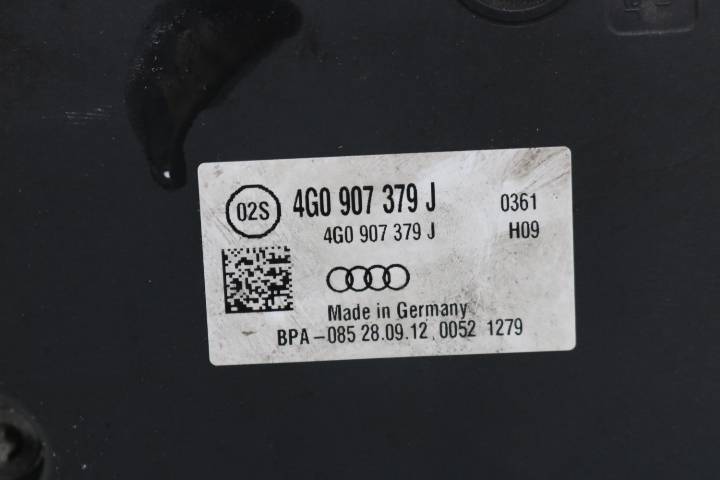 02S 4G0 907 379 J 0361
4G0 907 379 J H09
Made in Germany
BPA-085 28.09.12 0052 1279